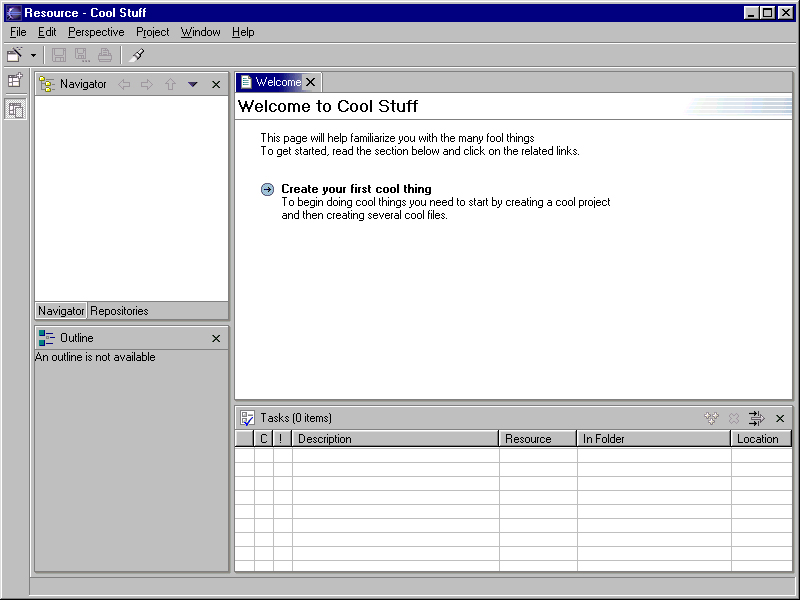 Resource - Cool Stuff
File Edit Perspective Project Window Help
Navigator
Welcome
Welcome to Cool Stuff
This page will help familiarize you with the many fool things
To get started, read the section below and click on the related links.
Create your first cool thing
To begin doing cool things you need to start by creating a cool project
and then creating several cool files.
Navigator Repositories
Outline
An outline is not available
Tasks (0 items)
C ! Description Resource In Folder Location